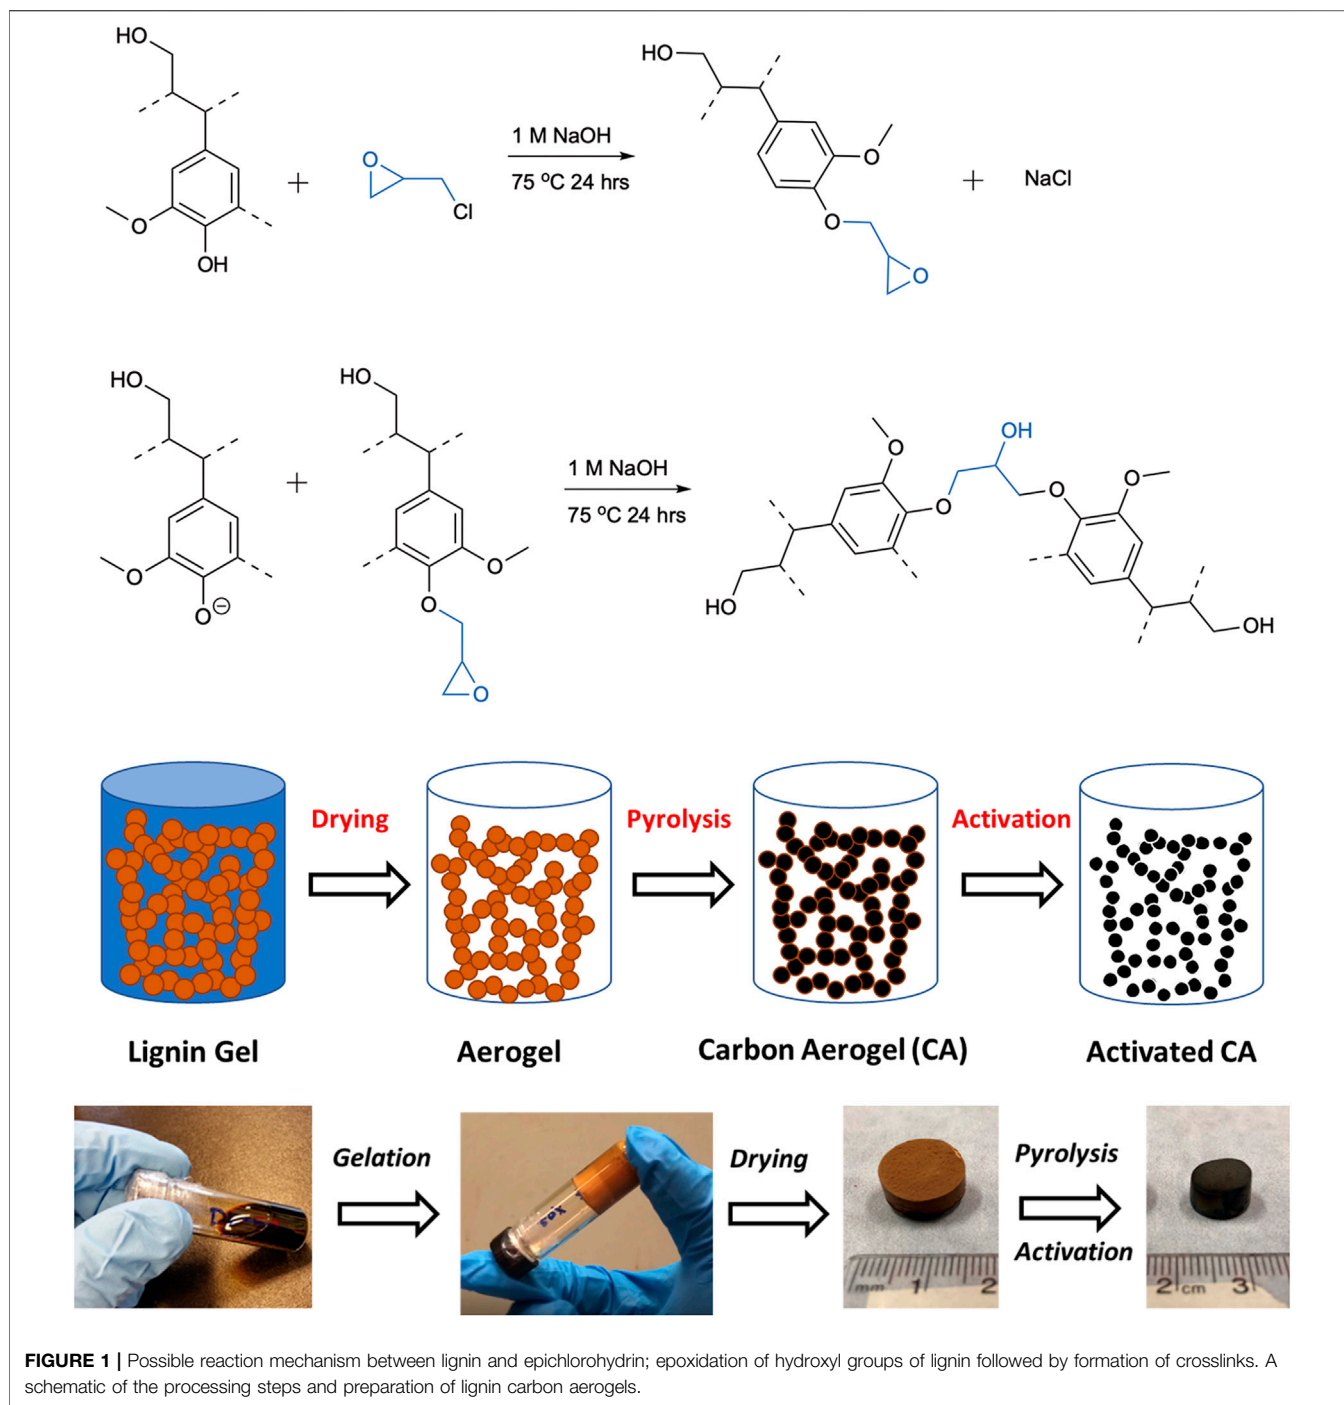 HO
O
OH
+
O
Cl
1 M NaOH
75 ºC 24 hrs
HO
O
O
O
+
NaCl
HO
O
O⊖
+
HO
O
O
O
1 M NaOH
75 ºC 24 hrs
OH
O
O
O
O
HO
OH
Drying
Pyrolysis
Activation
Lignin Gel
Aerogel
Carbon Aerogel (CA)
Activated CA
Gelation
Drying
Pyrolysis
Activation
mm 1 2
2 cm 3
FIGURE 1 | Possible reaction mechanism between lignin and epichlorohydrin; epoxidation of hydroxyl groups of lignin followed by formation of crosslinks. A
schematic of the processing steps and preparation of lignin carbon aerogels.